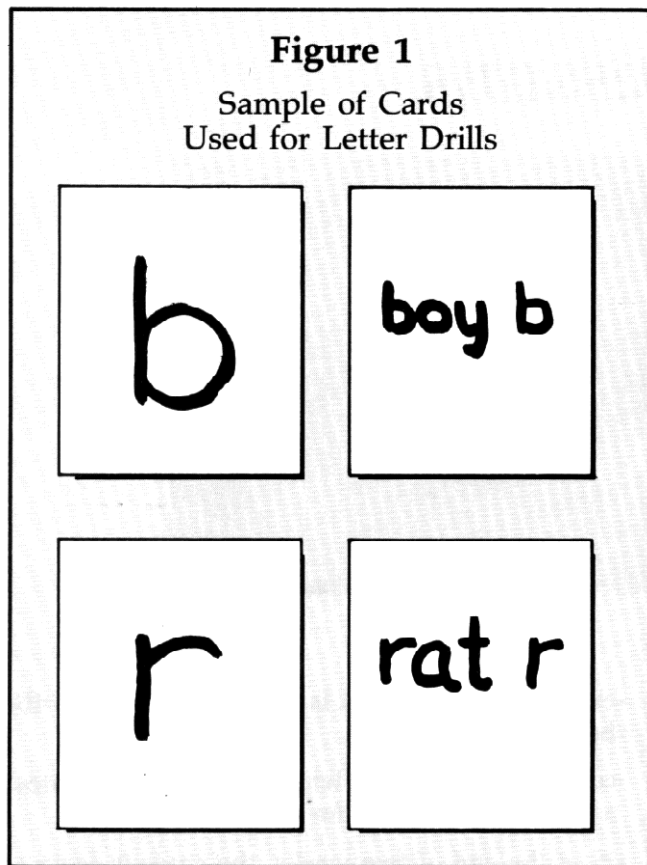 Figure 1
Sample of Cards
Used for Letter Drills
b
boy b
r
rat r